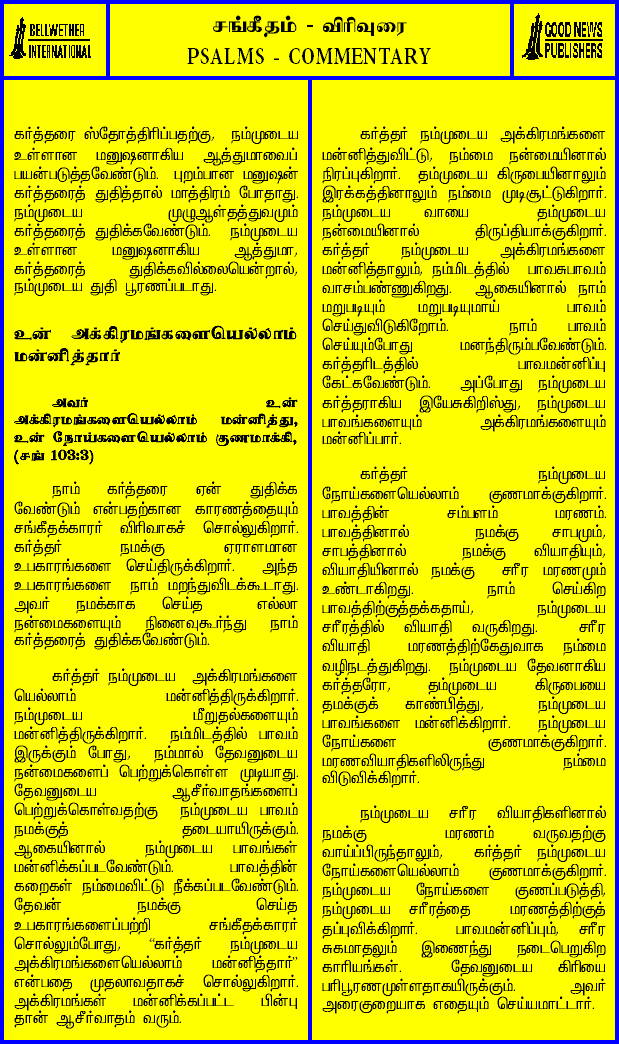 BELLWETHER
INTERNATIONAL
சங்கீதம் - விரிவுரை
PSALMS - COMMENTARY
GOOD NEWS
PUBLISHERS
கர்த்தரை ஸ்தோத்திரிப்பதற்கு, நம்முடைய
உள்ளான மனுஷனாகிய ஆத்துமாவைப்
பயன்படுத்தவேண்டும். புறம்பான மனுஷன்
கர்த்தரைத் துதித்தால் மாத்திரம் போதாது.
நம்முடைய முழுஆள்தத்துவமும்
கர்த்தரைத் துதிக்கவேண்டும். நம்முடைய
உள்ளான மனுஷனாகிய ஆத்துமா,
கர்த்தரைத் துதிக்கவில்லையென்றால்,
நம்முடைய துதி பூரணப்படாது.
உன் அக்கிரமங்களையெல்லாம்
மன்னித்தார்
அவர் உன்
அக்கிரமங்களையெல்லாம் மன்னித்து,
உன் நோய்களையெல்லாம் குணமாக்கி,
(சங் 103:3)
நாம் கர்த்தரை ஏன் துதிக்க
வேண்டும் என்பதற்கான காரணத்தையும்
சங்கீதக்காரர் விரிவாகச் சொல்லுகிறார்.
கர்த்தர் நமக்கு ஏராளமான
உபகாரங்களை செய்திருக்கிறார். அந்த
உபகாரங்களை நாம் மறந்துவிடக்கூடாது.
அவர் நமக்காக செய்த எல்லா
நன்மைகளையும் நினைவுகூர்ந்து நாம்
கர்த்தரைத் துதிக்கவேண்டும்.
கர்த்தர் நம்முடைய அக்கிரமங்களை
யெல்லாம் மன்னித்திருக்கிறார்.
நம்முடைய மீறுதல்களையும்
மன்னித்திருக்கிறார். நம்மிடத்தில் பாவம்
இருக்கும் போது, நம்மால் தேவனுடைய
நன்மைகளைப் பெற்றுக்கொள்ள முடியாது.
தேவனுடைய ஆசீர்வாதங்களைப்
பெற்றுக்கொள்வதற்கு நம்முடைய பாவம்
நமக்குத் தடையாயிருக்கும்.
ஆகையினால் நம்முடைய பாவங்கள்
மன்னிக்கப்படவேண்டும். பாவத்தின்
கறைகள் நம்மைவிட்டு நீக்கப்படவேண்டும்.
தேவன் நமக்கு செய்த
உபகாரங்களைப்பற்றி சங்கீதக்காரர்
சொல்லும்போது, “கர்த்தர் நம்முடைய
அக்கிரமங்களையெல்லாம் மன்னித்தார்”
என்பதை முதலாவதாகச் சொல்லுகிறார்.
அக்கிரமங்கள் மன்னிக்கப்பட்ட பின்பு
தான் ஆசீர்வாதம் வரும்.
கர்த்தர் நம்முடைய அக்கிரமங்களை
மன்னித்துவிட்டு, நம்மை நன்மையினால்
நிரப்புகிறார். தம்முடைய கிருபையினாலும்
இரக்கத்தினாலும் நம்மை முடிசூட்டுகிறார்.
நம்முடைய வாயை தம்முடைய
நன்மையினால் திருப்தியாக்குகிறார்.
கர்த்தர் நம்முடைய அக்கிரமங்களை
மன்னித்தாலும், நம்மிடத்தில் பாவசுபாவம்
வாசம்பண்ணுகிறது. ஆகையினால் நாம்
மறுபடியும் மறுபடியுமாய் பாவம்
செய்துவிடுகிறோம். நாம் பாவம்
செய்யும்போது மனந்திரும்பவேண்டும்.
கர்த்தரிடத்தில் பாவமன்னிப்பு
கேட்கவேண்டும். அப்போது நம்முடைய
கர்த்தராகிய இயேசுகிறிஸ்து, நம்முடைய
பாவங்களையும் அக்கிரமங்களையும்
மன்னிப்பார்.
கர்த்தர் நம்முடைய
நோய்களையெல்லாம் குணமாக்குகிறார்.
பாவத்தின் சம்பளம் மரணம்.
பாவத்தினால் நமக்கு சாபமும்,
சாபத்தினால் நமக்கு வியாதியும்,
வியாதியினால் நமக்கு சரீர மரணமும்
உண்டாகிறது. நாம் செய்கிற
பாவத்திற்குத்தக்கதாய், நம்முடைய
சரீரத்தில் வியாதி வருகிறது. சரீர
வியாதி மரணத்திற்கேதுவாக நம்மை
வழிநடத்துகிறது. நம்முடைய தேவனாகிய
கர்த்தரோ, தம்முடைய கிருபையை
தமக்குக் காண்பித்து, நம்முடைய
பாவங்களை மன்னிக்கிறார். நம்முடைய
நோய்களை குணமாக்குகிறார்.
மரணவியாதிகளிலிருந்து நம்மை
விடுவிக்கிறார்.
நம்முடைய சரீர வியாதிகளினால்
நமக்கு மரணம் வருவதற்கு
வாய்ப்பிருந்தாலும், கர்த்தர் நம்முடைய
நோய்களையெல்லாம் குணமாக்குகிறார்.
நம்முடைய நோய்களை குணப்படுத்தி,
நம்முடைய சரீரத்தை மரணத்திற்குத்
தப்புவிக்கிறார். பாவமன்னிப்பும், சரீர
சுகமாதலும் இணைந்து நடைபெறுகிற
காரியங்கள். தேவனுடைய கிரியை
பரிபூரணமுள்ளதாகயிருக்கும். அவர்
அரைகுறையாக எதையும் செய்யமாட்டார்.